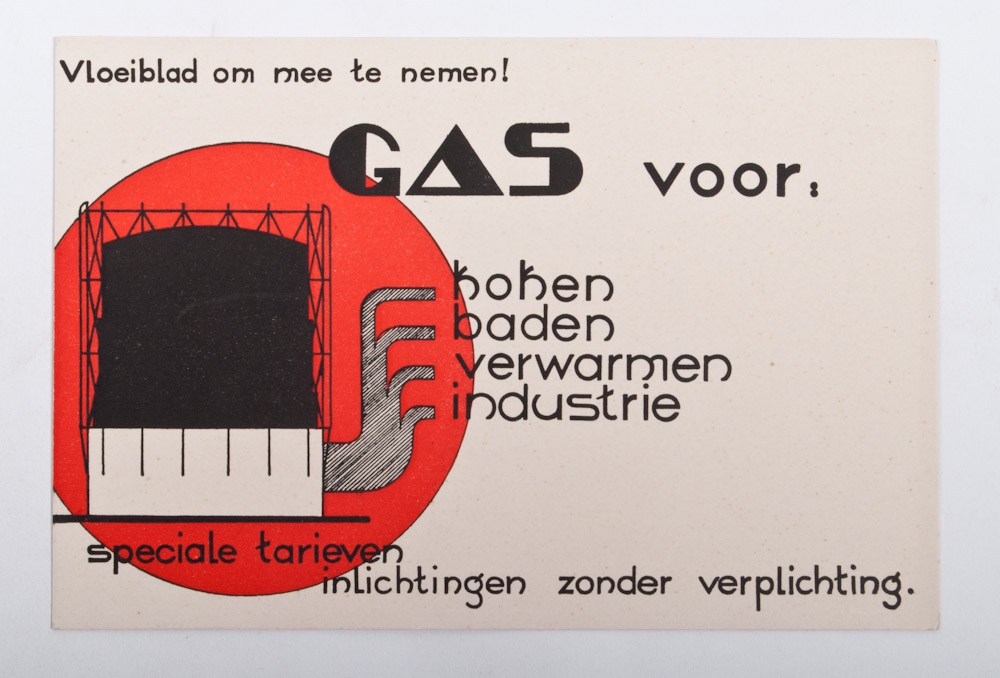 Vloeiblad om mee te nemen!
GAS voor:
koken
baden
verwarmen
industrie
speciale tarieven
inlichtingen zonder verplichting.